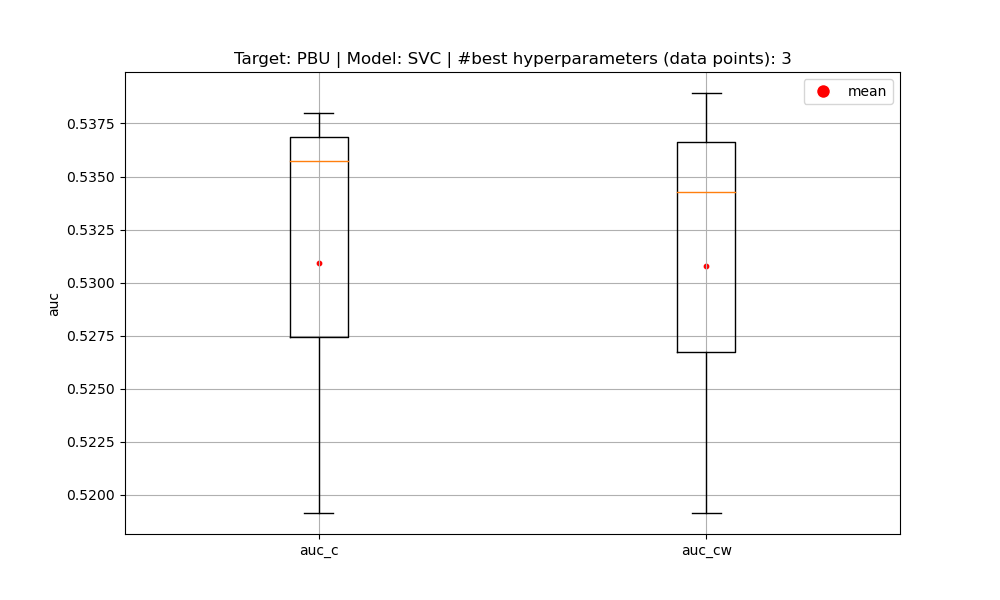 Target: PBU | Model: SVC | #best hyperparameters (data points): 3
mean
0.5375
0.5350
0.5325
0.5300
0.5275
0.5250
0.5225
0.5200
auc
auc_c
auc_cw